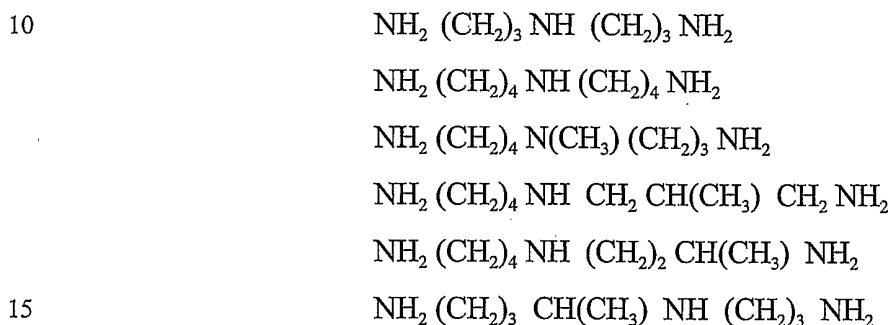 10 NH₂ (CH₂)₃ NH (CH₂)₃ NH₂
NH₂ (CH₂)₄ NH (CH₂)₄ NH₂
NH₂ (CH₂)₄ N(CH₃) (CH₂)₃ NH₂
NH₂ (CH₂)₄ NH CH₂ CH(CH₃) CH₂ NH₂
NH₂ (CH₂)₄ NH (CH₂)₂ CH(CH₃) NH₂
15 NH₂ (CH₂)₃ CH(CH₃) NH (CH₂)₃ NH₂